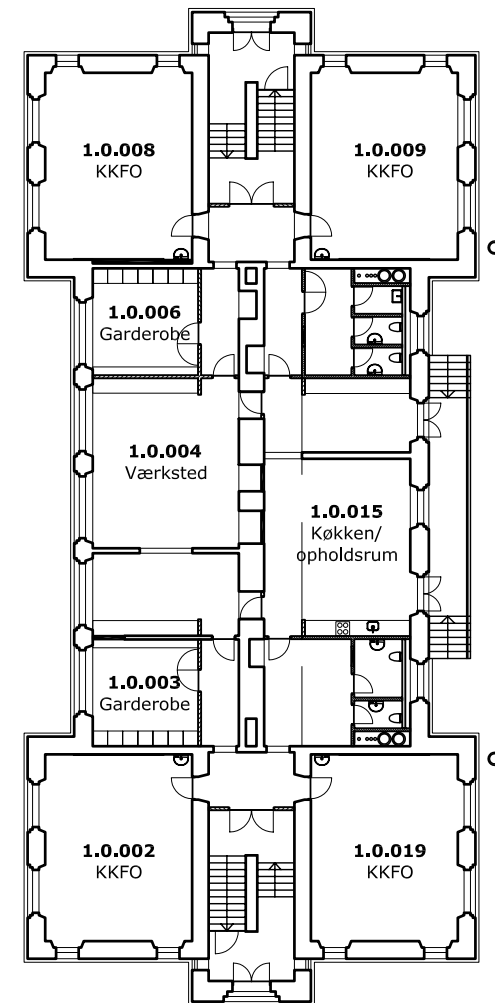 1.0.008
KKFO
1.0.009
KKFO
1.0.006
Garderobe
1.0.004
Værksted
1.0.015
Køkken/
opholdsrum
1.0.003
Garderobe
1.0.002
KKFO
1.0.019
KKFO